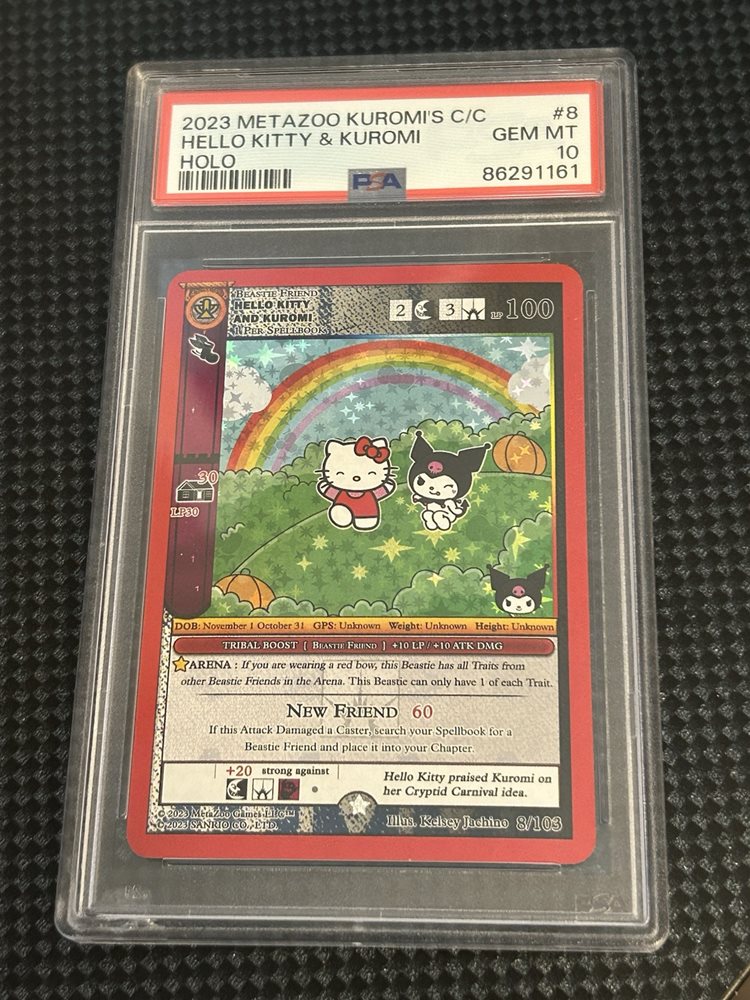 2023 METAZOO KUROMI'S C/C #8
HELLO KITTY & KUROMI GEM MT
HOLO 10
PSA 86291161
BEASTIE FRIEND
HELLO KITTY
AND KUROMI
1 PER SPELLBOOK
2 3 LP 100
30
LP30
DOB: November 1 October 31 GPS: Unknown Weight: Unknown Height: Unknown
TRIBAL BOOST [ BEASTIE FRIEND ] +10 LP / +10 ATK DMG
ARENA : If you are wearing a red bow, this Beastie has all Traits from
other Beastie Friends in the Arena. This Beastie can only have 1 of each Trait.
NEW FRIEND 60
If this Attack Damaged a Caster, search your Spellbook for a
Beastie Friend and place it into your Chapter.
+20 strong against
Hello Kitty praised Kuromi on
her Cryptid Carnival idea.
© 2023 MetaZoo Games LLC™
© 2023 SANRIO CO., LTD.
Illus. Kelsey Jachino 8/103
PSA